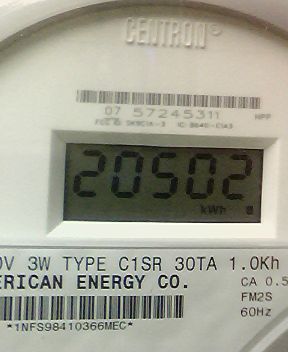 CENTRON®
07 57245311 HPP
20502
kWh
0V 3W TYPE C1SR 30TA 1.0Kh
ERICAN ENERGY CO. CA 0.5
FM2S
*1NFS98410366MEC* 60Hz